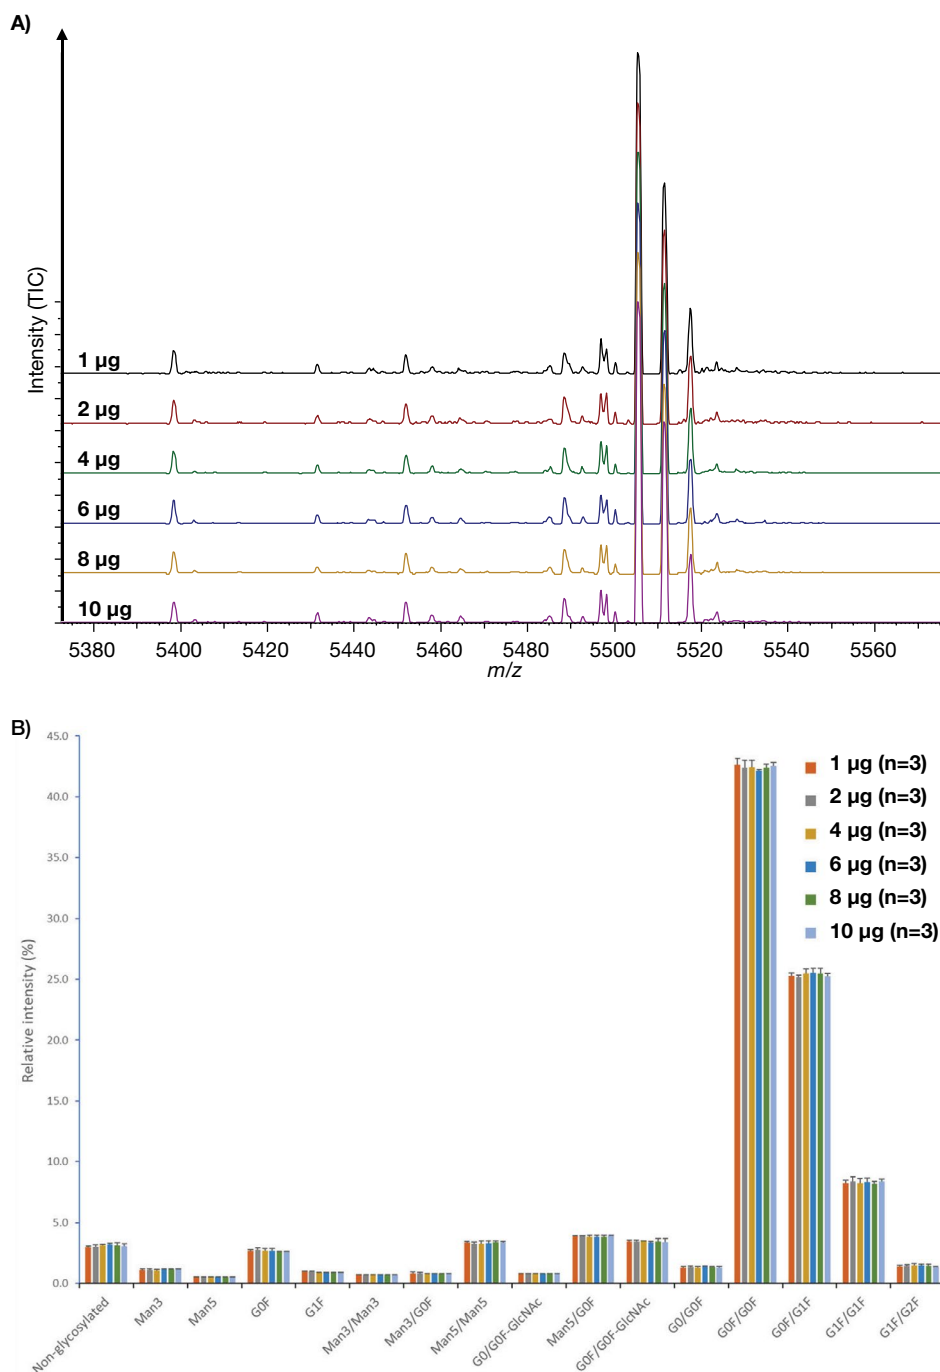 A)
Intensity (TIC)
1 µg
2 µg
4 µg
6 µg
8 µg
10 µg
5380 5400 5420 5440 5460 5480 5500 5520 5540 5560
m/z
B)
45.0
40.0
35.0
30.0
25.0
20.0
15.0
10.0
5.0
0.0
Relative intensity (%)
1 µg (n=3)
2 µg (n=3)
4 µg (n=3)
6 µg (n=3)
8 µg (n=3)
10 µg (n=3)
Non-glycosylated
Man3
Man5
G0F
G1F
Man3/Man3
Man3/G0F
Man5/Man5
G0/G0F-GlcNAc
Man5/G0F
G0F/G0F-GlcNAc
G0/G0F
G0F/G0F
G0F/G1F
G1F/G1F
G1F/G2F